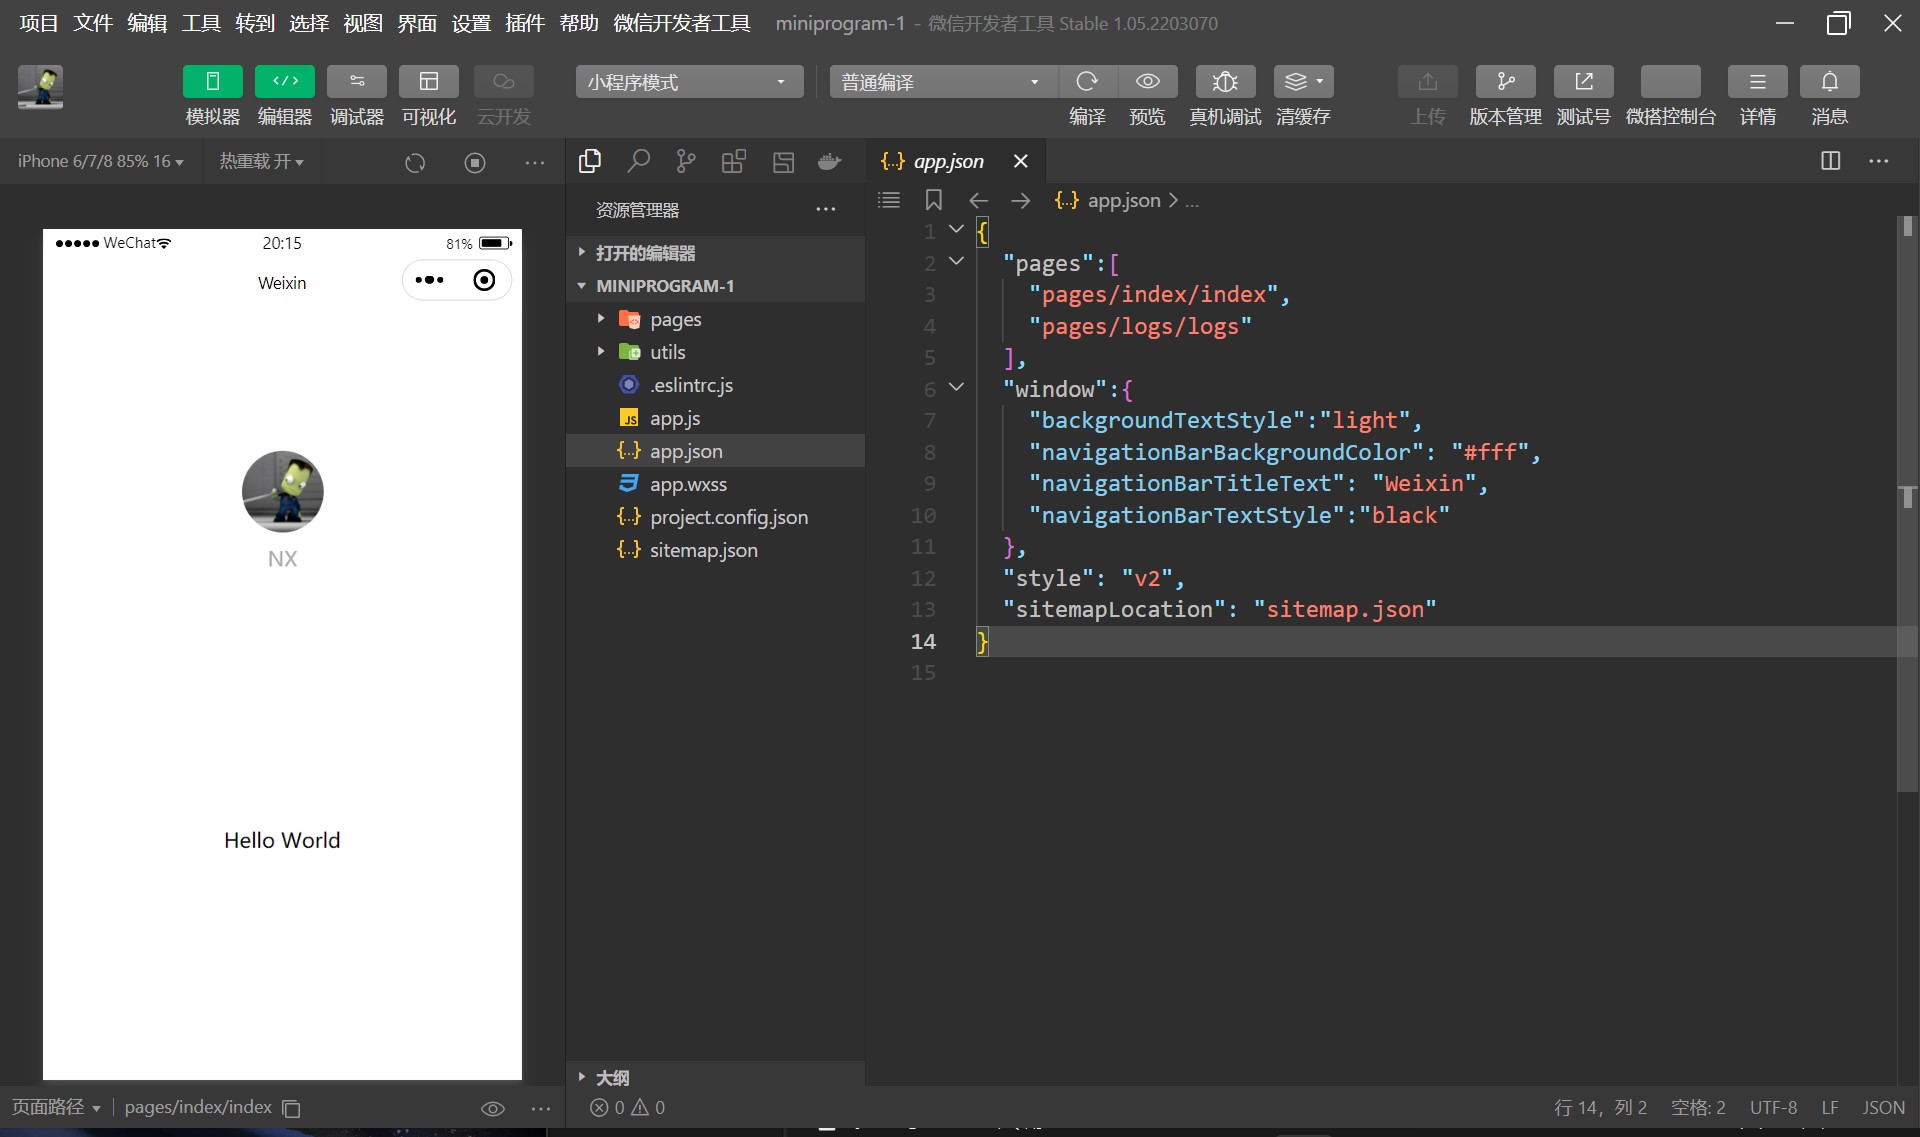 项目 文件 编辑 工具 转到 选择 视图 界面 设置 插件 帮助 微信开发者工具 miniprogram-1 - 微信开发者工具 Stable 1.05.2203070
小程序模式 普通编译
模拟器 编辑器 调试器 可视化 云开发 编译 预览 真机调试 清缓存 上传 版本管理 测试号 微搭控制台 详情 消息
iPhone 6/7/8 85% 16 热重载 开
WeChat 20:15 81%
Weixin
NX
Hello World
页面路径 pages/index/index
资源管理器
打开的编辑器
MINIPROGRAM-1
pages
utils
.eslintrc.js
JS app.js
{..} app.json
app.wxss
{..} project.config.json
{..} sitemap.json
大纲
0 0
{..} app.json
{..} app.json > ...
1 {
2 "pages":[
3 "pages/index/index",
4 "pages/logs/logs"
5 ],
6 "window":{
7 "backgroundTextStyle":"light",
8 "navigationBarBackgroundColor": "#fff",
9 "navigationBarTitleText": "Weixin",
10 "navigationBarTextStyle":"black"
11 },
12 "style": "v2",
13 "sitemapLocation": "sitemap.json"
14 }
15
行 14，列 2 空格: 2 UTF-8 LF JSON